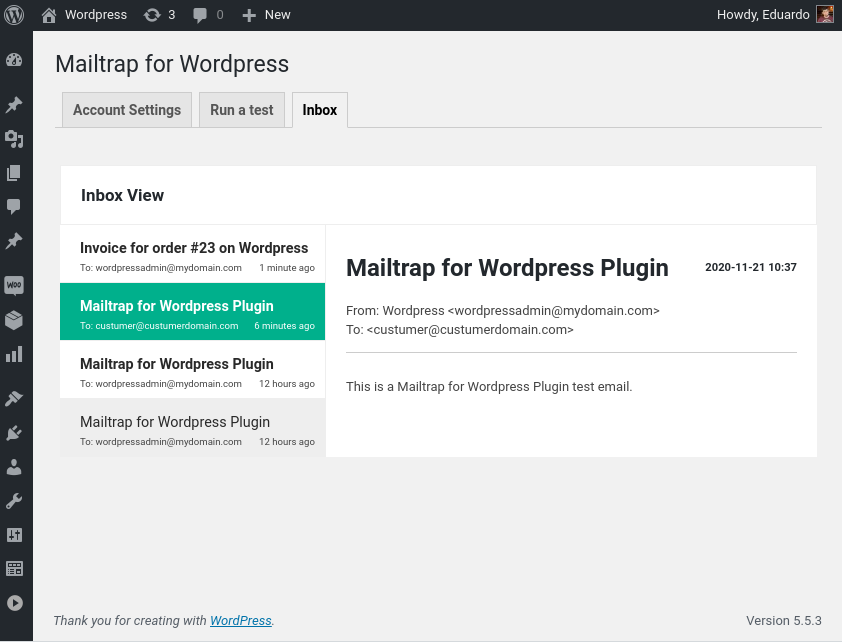 Wordpress 3 0 New Howdy, Eduardo
Mailtrap for Wordpress
Account Settings Run a test Inbox
Inbox View
Invoice for order #23 on Wordpress
To: wordpressadmin@mydomain.com 1 minute ago
Mailtrap for Wordpress Plugin
To: custumer@custumerdomain.com 6 minutes ago
Mailtrap for Wordpress Plugin
To: wordpressadmin@mydomain.com 12 hours ago
Mailtrap for Wordpress Plugin
To: wordpressadmin@mydomain.com 12 hours ago
Mailtrap for Wordpress Plugin 2020-11-21 10:37
From: Wordpress <wordpressadmin@mydomain.com>
To: <custumer@custumerdomain.com>
This is a Mailtrap for Wordpress Plugin test email.
WOO
Thank you for creating with WordPress. Version 5.5.3